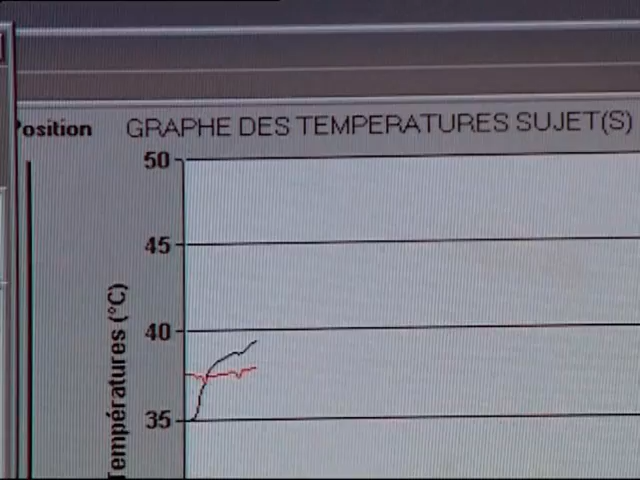 Position
GRAPHE DES TEMPERATURES SUJET(S)
50
45
40
35
Températures (°C)